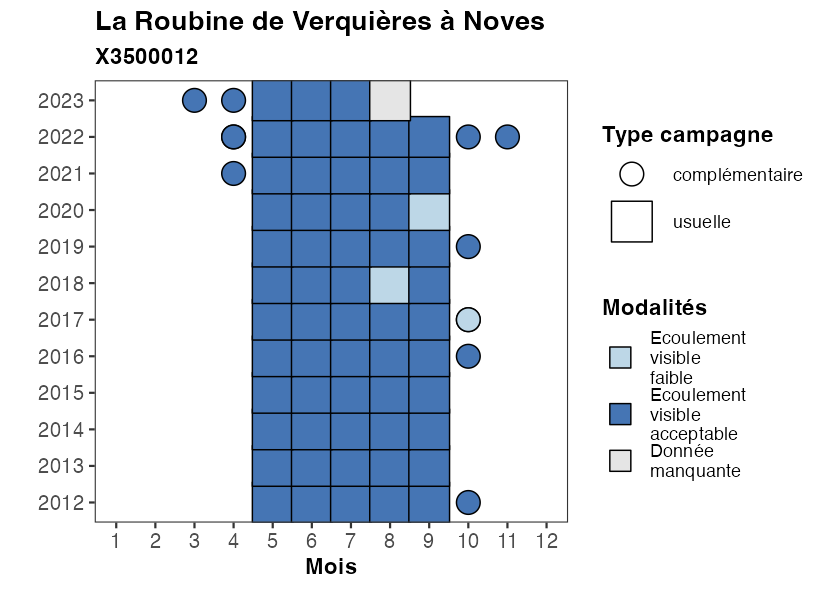 La Roubine de Verquières à Noves
X3500012
2023
2022
2021
2020
2019
2018
2017
2016
2015
2014
2013
2012
1 2 3 4 5 6 7 8 9 10 11 12
Mois
Type campagne
complémentaire
usuelle
Modalités
Ecoulement
visible
faible
Ecoulement
visible
acceptable
Donnée
manquante